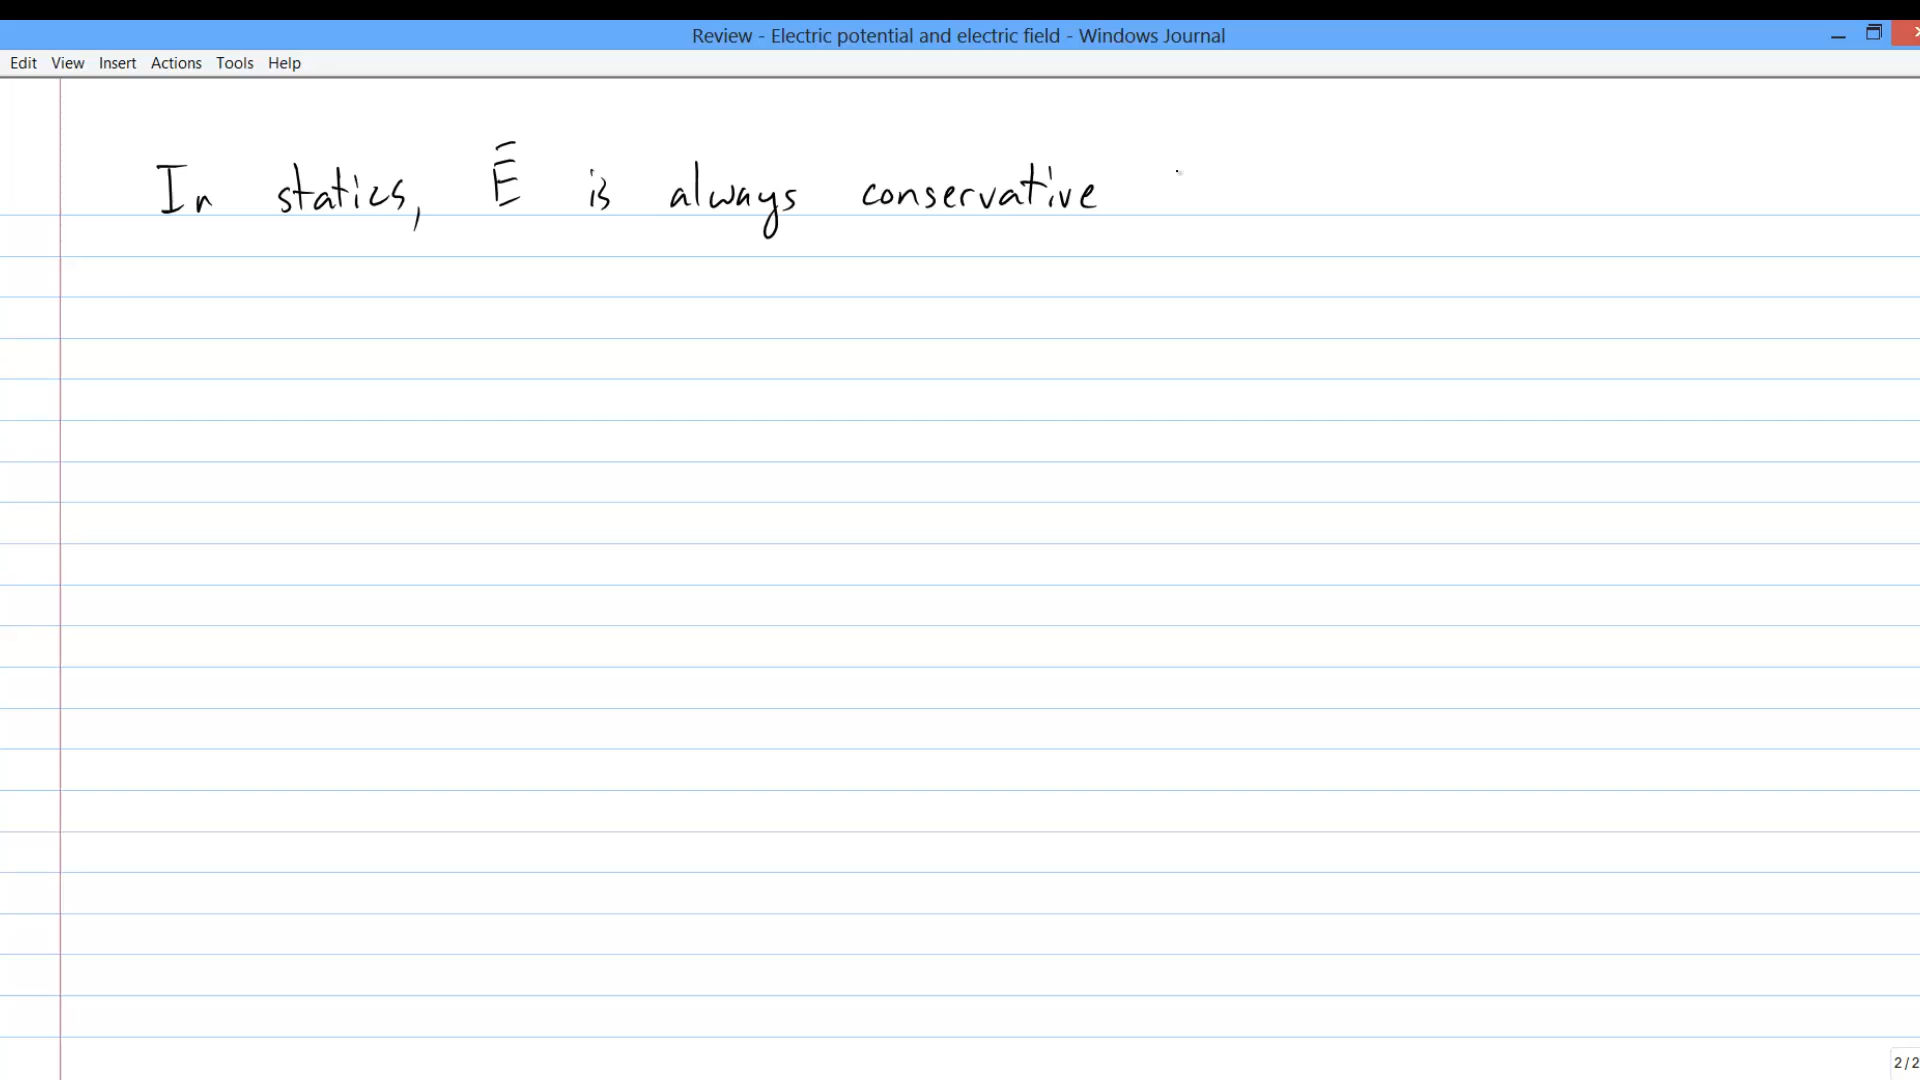 Review - Electric potential and electric field - Windows Journal
Edit View Insert Actions Tools Help
In statics, Ē is always conservative
2/2